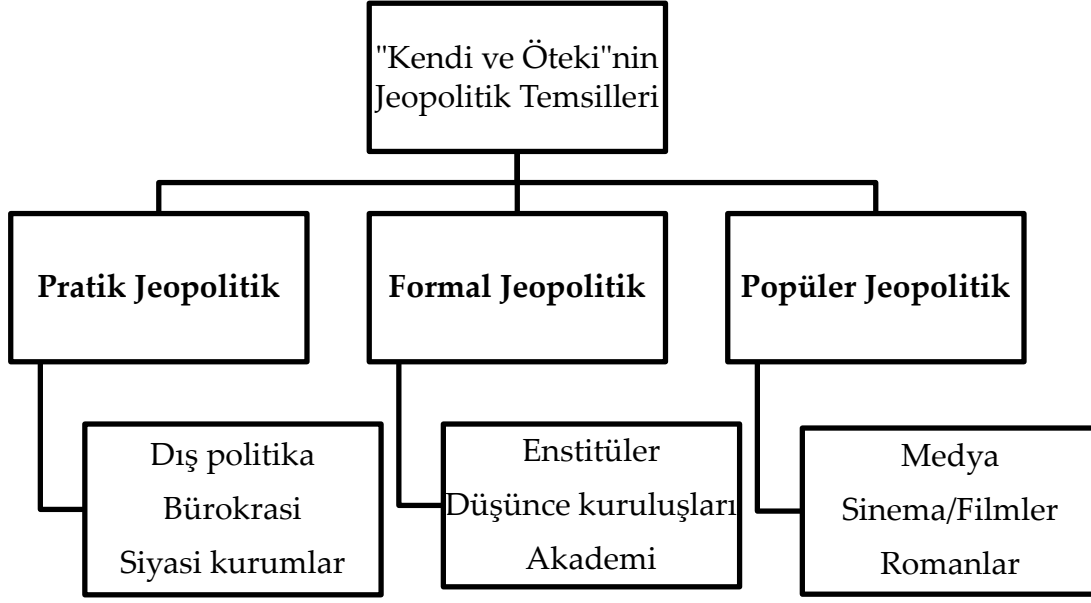 "Kendi ve Öteki"nin
Jeopolitik Temsilleri
Pratik Jeopolitik
Formal Jeopolitik
Popüler Jeopolitik
Dış politika
Bürokrasi
Siyasi kurumlar
Enstitüler
Düşünce kuruluşları
Akademi
Medya
Sinema/Filmler
Romanlar